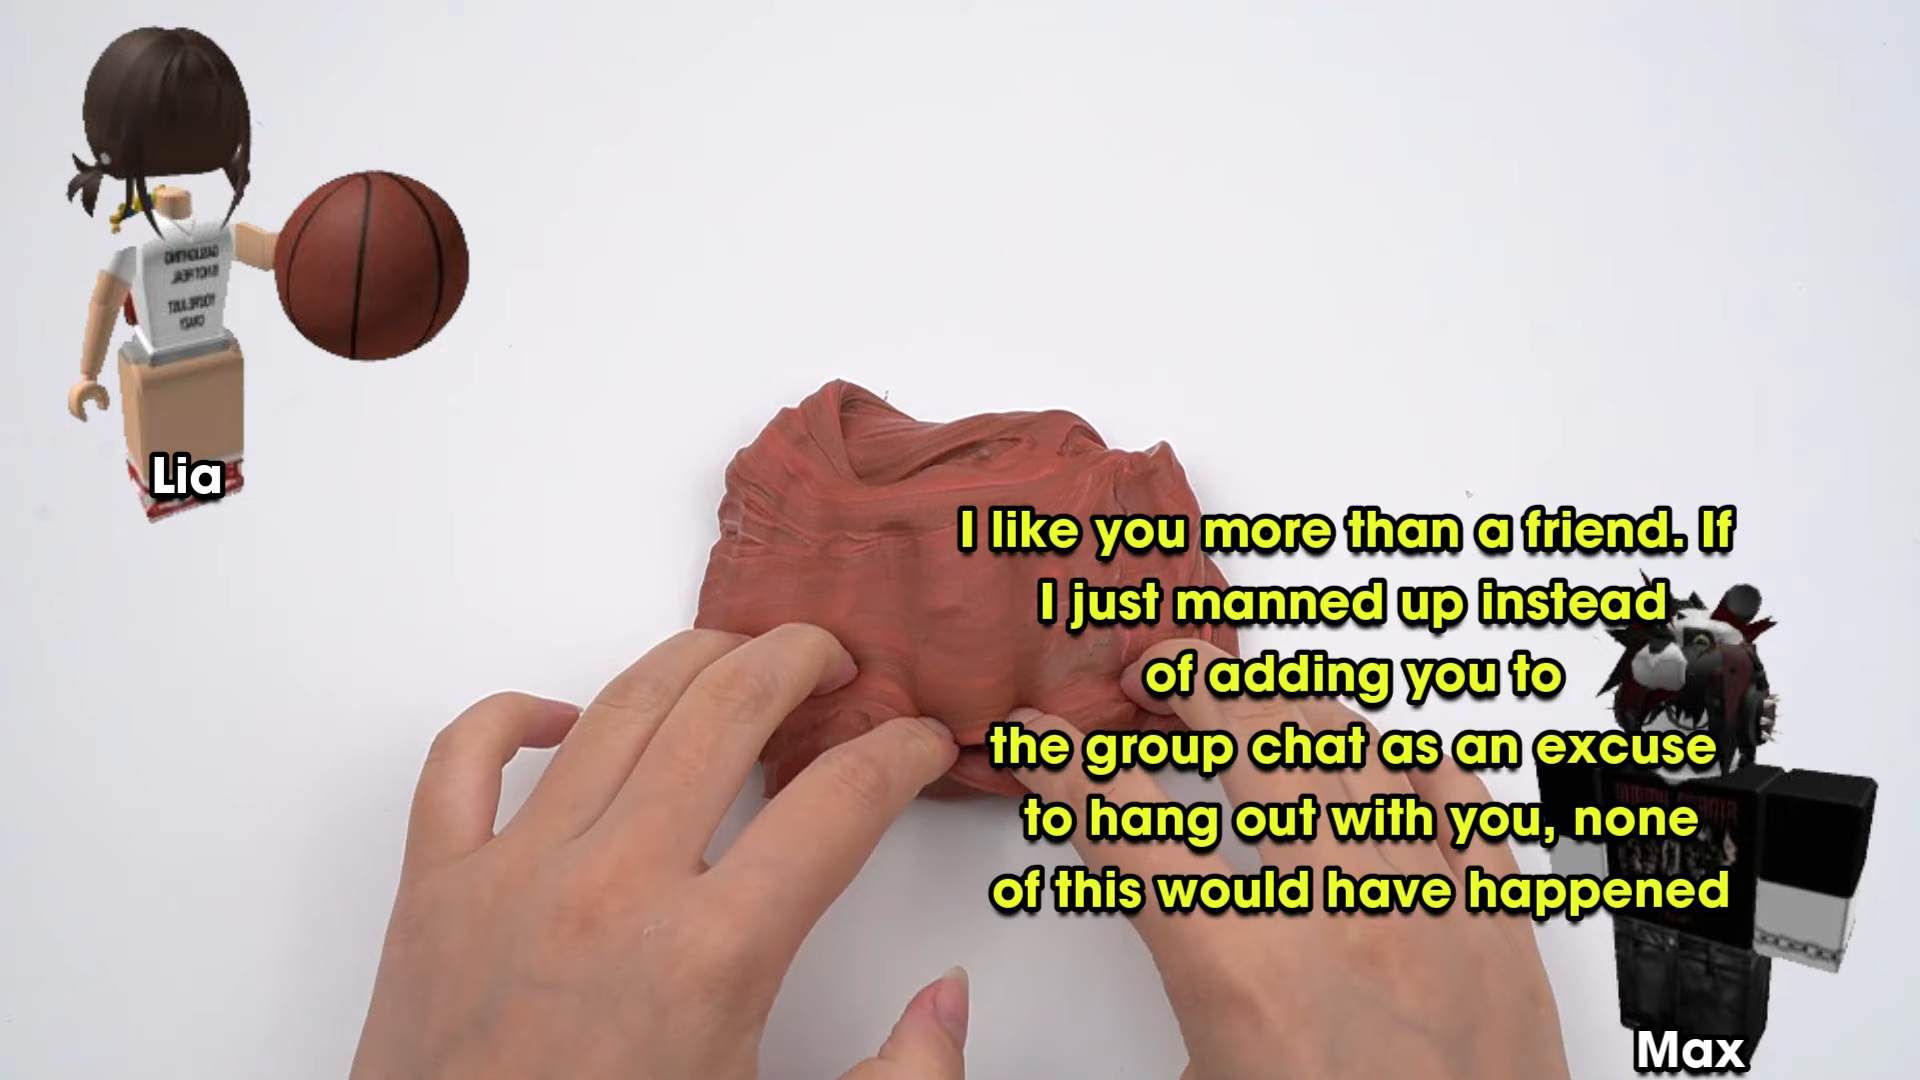 Lia
I like you more than a friend. If
I just manned up instead
of adding you to
the group chat as an excuse
to hang out with you, none
of this would have happened
Max